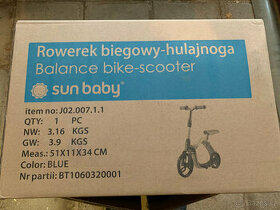 Rowerek biegowy-hulajnoga
Balance bike-scooter
sun baby
item no: J02.007.1.1
QTY: 1 PC
NW: 3.16 KGS
GW: 3.9 KGS
Meas.: 51X11X34 CM
Color: BLUE
Nr partii: BT1060320001